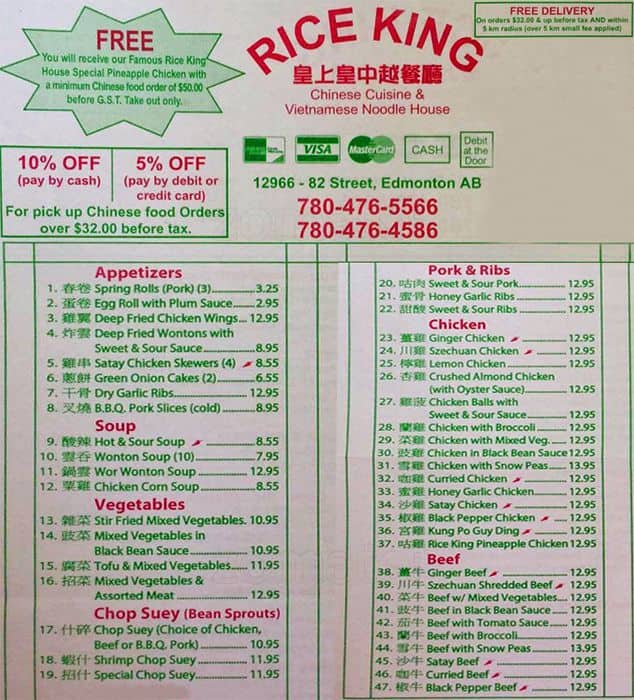 FREE
You will receive our Famous Rice King
House Special Pineapple Chicken with
a minimum Chinese food order of $50.00
before G.S.T. Take out only.
RICE KING
皇上皇中越餐廳
Chinese Cuisine &
Vietnamese Noodle House
FREE DELIVERY
On orders $32.00 & up before tax AND within
5 km radius (over 5 km small fee applied)
VISA
MasterCard
CASH
Debit
at the
Door
10% OFF
(pay by cash)
5% OFF
(pay by debit or
credit card)
For pick up Chinese food Orders
over $32.00 before tax.
12966 - 82 Street, Edmonton AB
780-476-5566
780-476-4586
Appetizers
1. 春卷 Spring Rolls (Pork) (3)..............3.25
2. 蛋卷 Egg Roll with Plum Sauce........2.95
3. 雞翼 Deep Fried Chicken Wings... 12.95
4. 炸雲 Deep Fried Wontons with
Sweet & Sour Sauce..............8.95
5. 雞串 Satay Chicken Skewers (4) 8.55
6. 蔥餅 Green Onion Cakes (2)............6.55
7. 干骨 Dry Garlic Ribs.....................12.95
8. 叉燒 B.B.Q. Pork Slices (cold)..........8.95
Soup
9. 酸辣 Hot & Sour Soup ...............8.55
10. 雲吞 Wonton Soup (10)................7.95
11. 鍋雲 Wor Wonton Soup..............12.95
12. 粟雞 Chicken Corn Soup..............8.55
Vegetables
13. 雜菜 Stir Fried Mixed Vegetables. 10.95
14. 豉菜 Mixed Vegetables in
Black Bean Sauce................10.95
15. 腐菜 Tofu & Mixed Vegetables......11.95
16. 招菜 Mixed Vegetables &
Assorted Meat....................12.95
Chop Suey (Bean Sprouts)
17. 什碎 Chop Suey (Choice of Chicken,
Beef or B.B.Q. Pork)............10.95
18. 蝦什 Shrimp Chop Suey..............11.95
19. 招什 Special Chop Suey..............11.95
Pork & Ribs
20. 咕肉 Sweet & Sour Pork..............12.95
21. 蜜骨 Honey Garlic Ribs...............12.95
22. 甜酸 Sweet & Sour Ribs..............12.95
Chicken
23. 薑雞 Ginger Chicken ............12.95
24. 川雞 Szechuan Chicken ........12.95
25. 檸雞 Lemon Chicken................12.95
26. 杏雞 Crushed Almond Chicken
(with Oyster Sauce)............12.95
27. 雞菠 Chicken Balls with
Sweet & Sour Sauce............12.95
28. 蘭雞 Chicken with Broccoli........12.95
29. 菜雞 Chicken with Mixed Veg....12.95
30. 豉雞 Chicken in Black Bean Sauce 12.95
31. 雪雞 Chicken with Snow Peas....13.95
32. 咖雞 Curried Chicken ............12.95
33. 蜜雞 Honey Garlic Chicken........12.95
34. 沙雞 Satay Chicken ..............12.95
35. 椒雞 Black Pepper Chicken .....12.95
36. 宮雞 Kung Po Guy Ding ..........12.95
37. 咕雞 Rice King Pineapple Chicken 12.95
Beef
38. 薑牛 Ginger Beef ................12.95
39. 川牛 Szechuan Shredded Beef 12.95
40. 菜牛 Beef w/ Mixed Vegetables....12.95
41. 豉牛 Beef in Black Bean Sauce.....12.95
42. 茄牛 Beef with Tomato Sauce.....12.95
43. 蘭牛 Beef with Broccoli.............12.95
44. 雪牛 Beef with Snow Peas..........13.95
45. 沙牛 Satay Beef ..................12.95
46. 咖牛 Curried Beef ................12.95
47. 椒牛 Black Pepper Beef ..........12.95